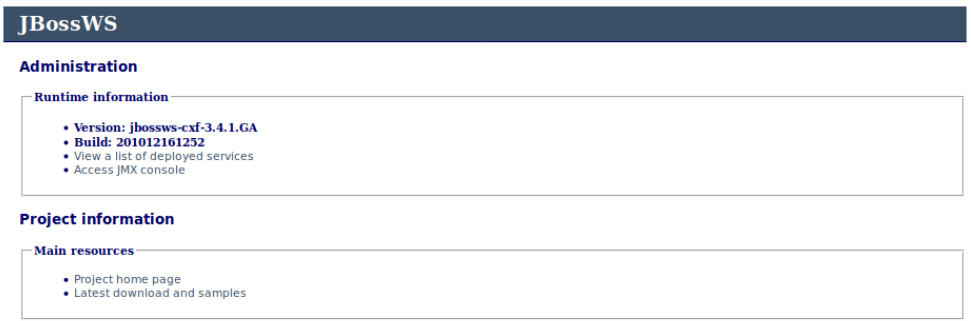 JBossWS
Administration
Runtime information
• Version: jbossws-cxf-3.4.1.GA
• Build: 201012161252
• View a list of deployed services
• Access JMX console
Project information
Main resources
• Project home page
• Latest download and samples